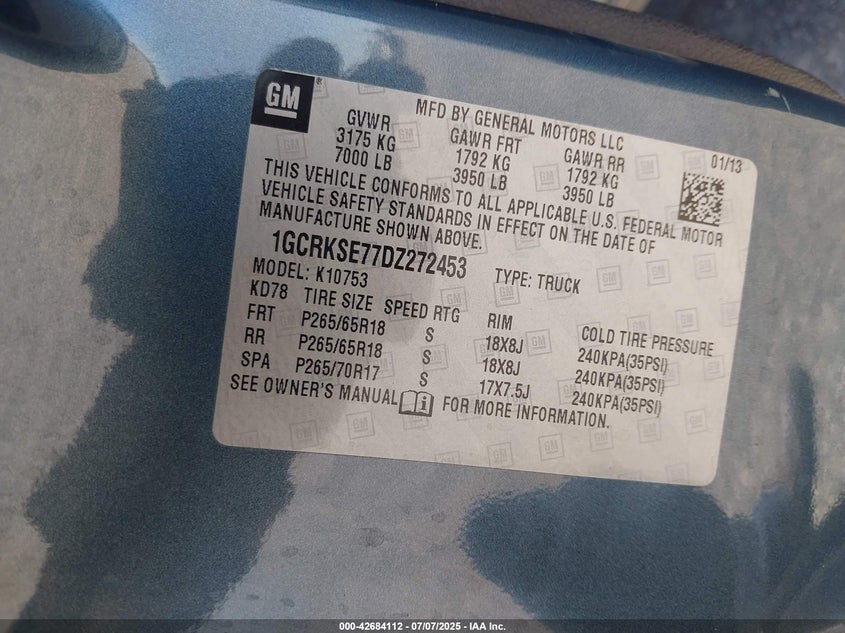 GM
MFD BY GENERAL MOTORS LLC
GVWR GAWR FRT GAWR RR 01/13
3175 KG 1792 KG 1792 KG
7000 LB 3950 LB 3950 LB
THIS VEHICLE CONFORMS TO ALL APPLICABLE U.S. FEDERAL MOTOR
VEHICLE SAFETY STANDARDS IN EFFECT ON THE DATE OF
MANUFACTURE SHOWN ABOVE.
1GCRKSE77DZ272453 TYPE: TRUCK
MODEL: K10753
KD78 TIRE SIZE SPEED RTG RIM COLD TIRE PRESSURE
FRT P265/65R18 S 18X8J 240KPA(35PSI)
RR P265/65R18 S 18X8J 240KPA(35PSI)
SPA P265/70R17 S 17X7.5J 240KPA(35PSI)
SEE OWNER'S MANUAL FOR MORE INFORMATION.
000-42684112 - 07/07/2025 - IAA Inc.